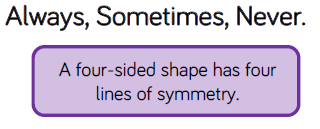 Always, Sometimes, Never.
A four-sided shape has four
lines of symmetry.